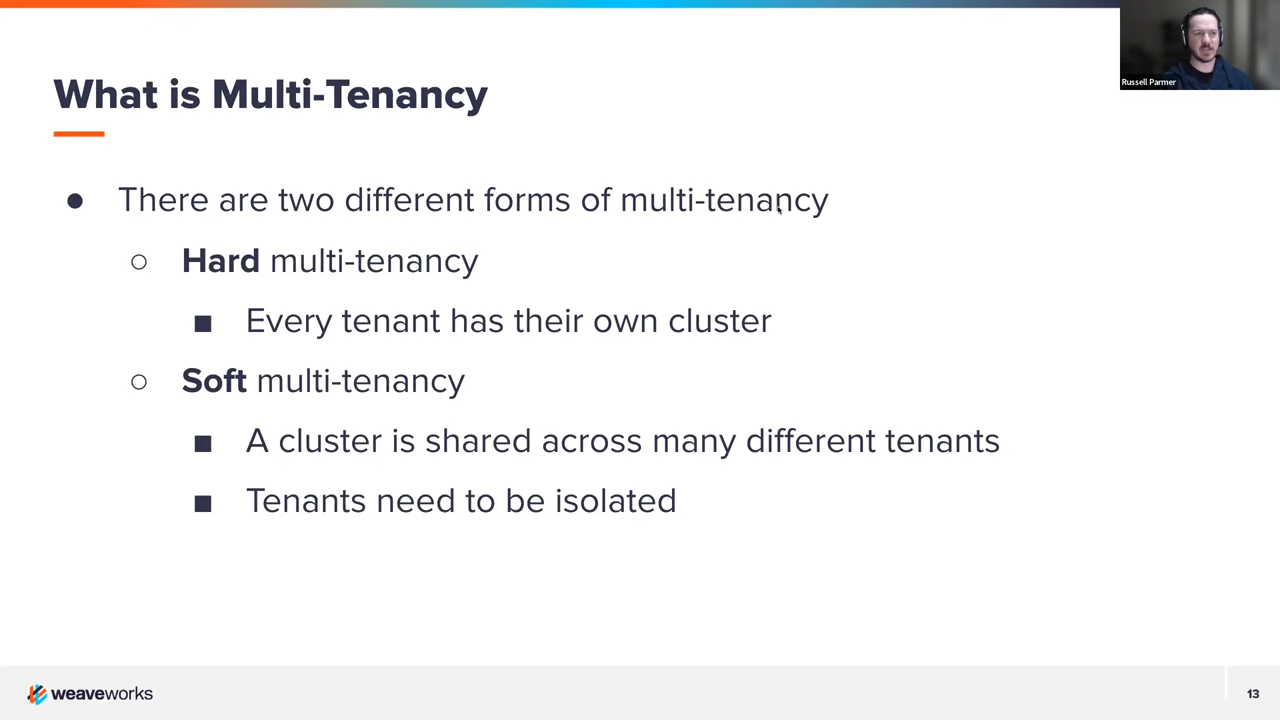 Russell Parmer
What is Multi-Tenancy
● There are two different forms of multi-tenancy
○ Hard multi-tenancy
■ Every tenant has their own cluster
○ Soft multi-tenancy
■ A cluster is shared across many different tenants
■ Tenants need to be isolated
weaveworks
13